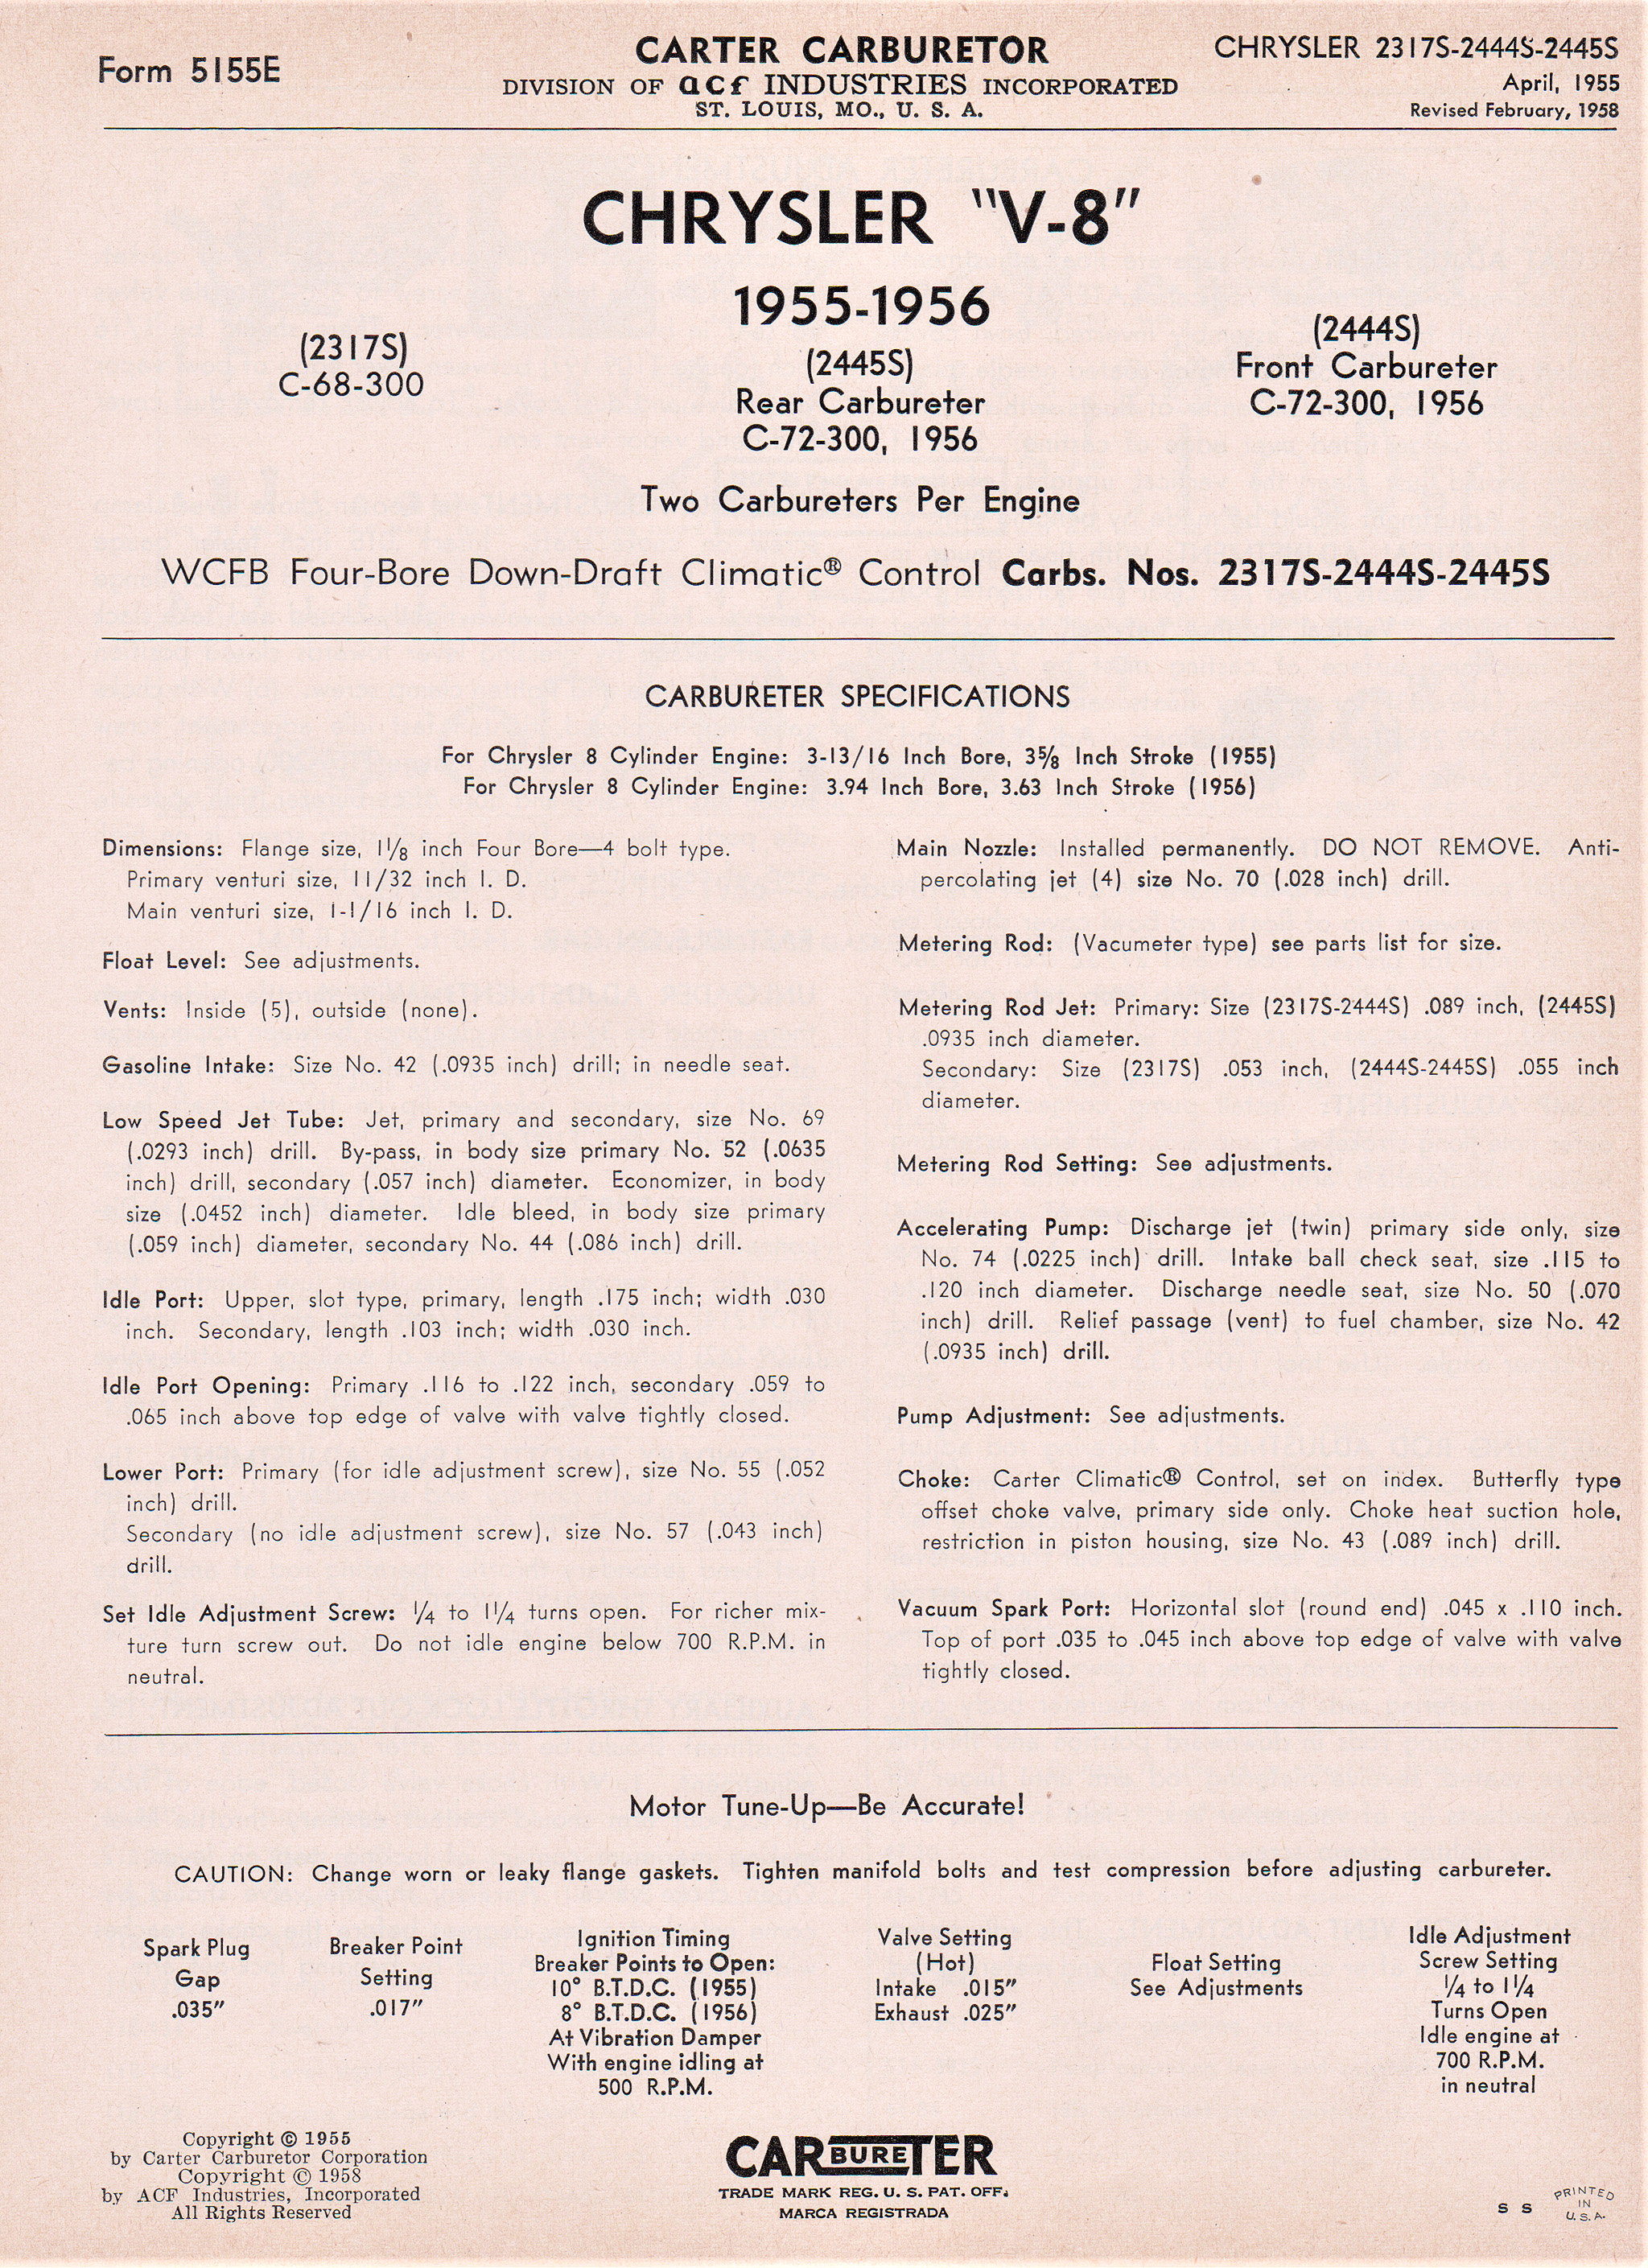 Form 5155E
CARTER CARBURETOR
DIVISION OF acf INDUSTRIES INCORPORATED
ST. LOUIS, MO., U. S. A.
CHRYSLER 2317S-2444S-2445S
April, 1955
Revised February, 1958
CHRYSLER "V-8"
1955-1956
(2317S)
C-68-300
(2445S)
Rear Carbureter
C-72-300, 1956
(2444S)
Front Carbureter
C-72-300, 1956
Two Carbureters Per Engine
WCFB Four-Bore Down-Draft Climatic® Control Carbs. Nos. 2317S-2444S-2445S
CARBURETER SPECIFICATIONS
For Chrysler 8 Cylinder Engine: 3-13/16 Inch Bore, 3⅝ Inch Stroke (1955)
For Chrysler 8 Cylinder Engine: 3.94 Inch Bore, 3.63 Inch Stroke (1956)
Dimensions: Flange size, 1⅛ inch Four Bore—4 bolt type.
Primary venturi size, 11/32 inch I. D.
Main venturi size, 1-1/16 inch I. D.
Float Level: See adjustments.
Vents: Inside (5), outside (none).
Gasoline Intake: Size No. 42 (.0935 inch) drill; in needle seat.
Low Speed Jet Tube: Jet, primary and secondary, size No. 69
(.0293 inch) drill. By-pass, in body size primary No. 52 (.0635
inch) drill, secondary (.057 inch) diameter. Economizer, in body
size (.0452 inch) diameter. Idle bleed, in body size primary
(.059 inch) diameter, secondary No. 44 (.086 inch) drill.
Idle Port: Upper, slot type, primary, length .175 inch; width .030
inch. Secondary, length .103 inch; width .030 inch.
Idle Port Opening: Primary .116 to .122 inch, secondary .059 to
.065 inch above top edge of valve with valve tightly closed.
Lower Port: Primary (for idle adjustment screw), size No. 55 (.052
inch) drill.
Secondary (no idle adjustment screw), size No. 57 (.043 inch)
drill.
Set Idle Adjustment Screw: ¼ to 1¼ turns open. For richer mix-
ture turn screw out. Do not idle engine below 700 R.P.M. in
neutral.
Main Nozzle: Installed permanently. DO NOT REMOVE. Anti-
percolating jet (4) size No. 70 (.028 inch) drill.
Metering Rod: (Vacumeter type) see parts list for size.
Metering Rod Jet: Primary: Size (2317S-2444S) .089 inch, (2445S)
.0935 inch diameter.
Secondary: Size (2317S) .053 inch, (2444S-2445S) .055 inch
diameter.
Metering Rod Setting: See adjustments.
Accelerating Pump: Discharge jet (twin) primary side only, size
No. 74 (.0225 inch) drill. Intake ball check seat, size .115 to
.120 inch diameter. Discharge needle seat, size No. 50 (.070
inch) drill. Relief passage (vent) to fuel chamber, size No. 42
(.0935 inch) drill.
Pump Adjustment: See adjustments.
Choke: Carter Climatic® Control, set on index. Butterfly type
offset choke valve, primary side only. Choke heat suction hole,
restriction in piston housing, size No. 43 (.089 inch) drill.
Vacuum Spark Port: Horizontal slot (round end) .045 x .110 inch.
Top of port .035 to .045 inch above top edge of valve with valve
tightly closed.
Motor Tune-Up—Be Accurate!
CAUTION: Change worn or leaky flange gaskets. Tighten manifold bolts and test compression before adjusting carbureter.
Spark Plug
Gap
.035"
Breaker Point
Setting
.017"
Ignition Timing
Breaker Points to Open:
10° B.T.D.C. (1955)
8° B.T.D.C. (1956)
At Vibration Damper
With engine idling at
500 R.P.M.
Valve Setting
(Hot)
Intake .015"
Exhaust .025"
Float Setting
See Adjustments
Idle Adjustment
Screw Setting
¼ to 1¼
Turns Open
Idle engine at
700 R.P.M.
in neutral
Copyright © 1955
by Carter Carburetor Corporation
Copyright © 1958
by ACF Industries, Incorporated
All Rights Reserved
CARBURETER
TRADE MARK REG. U. S. PAT. OFF.
MARCA REGISTRADA
S S
PRINTED
IN
U. S. A.